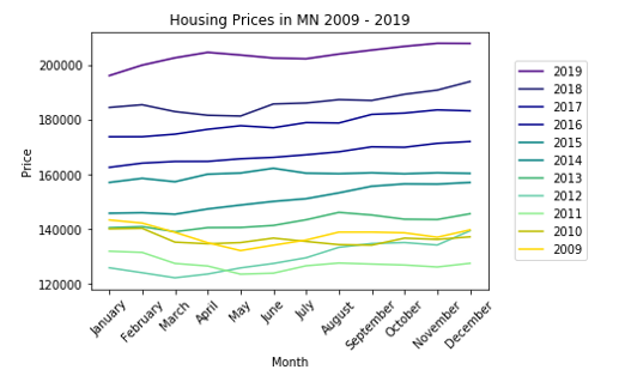 Housing Prices in MN 2009 - 2019
200000
180000
160000
140000
120000
Price
January
February
March
April
May
June
July
August
September
October
November
December
Month
2019
2018
2017
2016
2015
2014
2013
2012
2011
2010
2009